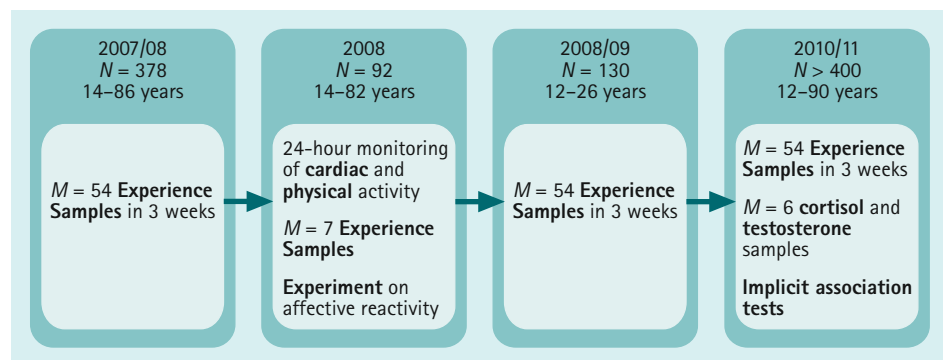 2007/08
N = 378
14–86 years
M = 54 Experience
Samples in 3 weeks
2008
N = 92
14–82 years
24-hour monitoring
of cardiac and
physical activity
M = 7 Experience
Samples
Experiment on
affective reactivity
2008/09
N = 130
12–26 years
M = 54 Experience
Samples in 3 weeks
2010/11
N > 400
12–90 years
M = 54 Experience
Samples in 3 weeks
M = 6 cortisol and
testosterone
samples
Implicit association
tests